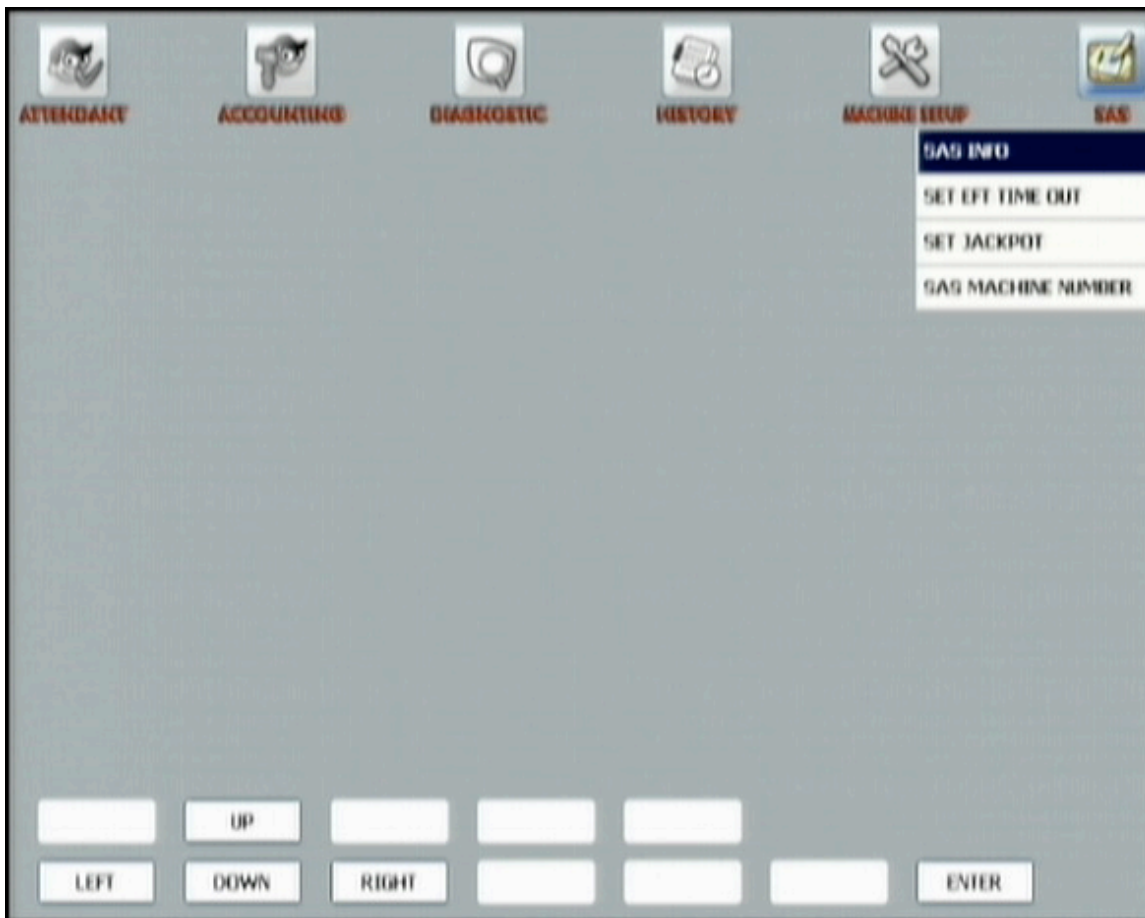 ATTENDANT ACCOUNTING DIAGNOSTIC HISTORY MACHINE SETUP SAS
SAS INFO
SET EFT TIME OUT
SET JACKPOT
SAS MACHINE NUMBER
UP
LEFT DOWN RIGHT ENTER